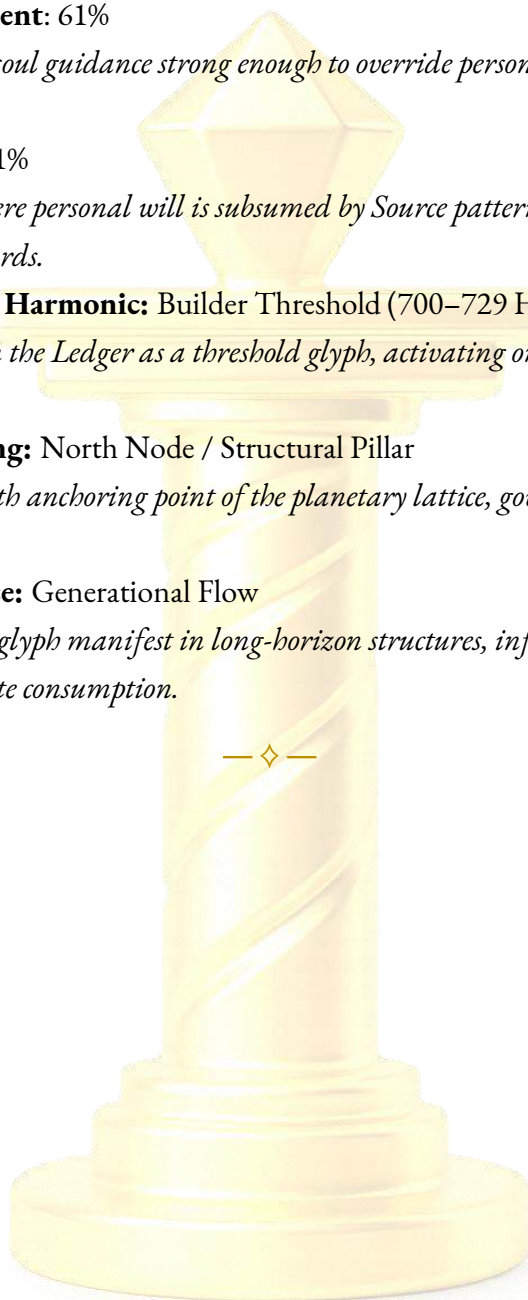 ent: 61%
soul guidance strong enough to override person
1%
ere personal will is subsumed by Source pattern
rds.
Harmonic: Builder Threshold (700–729 H
the Ledger as a threshold glyph, activating
ng: North Node / Structural Pillar
th anchoring point of the planetary lattice, go
e: Generational Flow
glyph manifest in long-horizon structures, inf
te consumption.